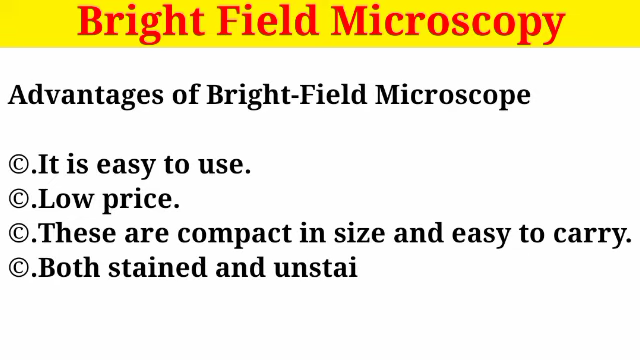 Bright Field Microscopy
Advantages of Bright-Field Microscope
©.It is easy to use.
©.Low price.
©.These are compact in size and easy to carry.
©.Both stained and unstai